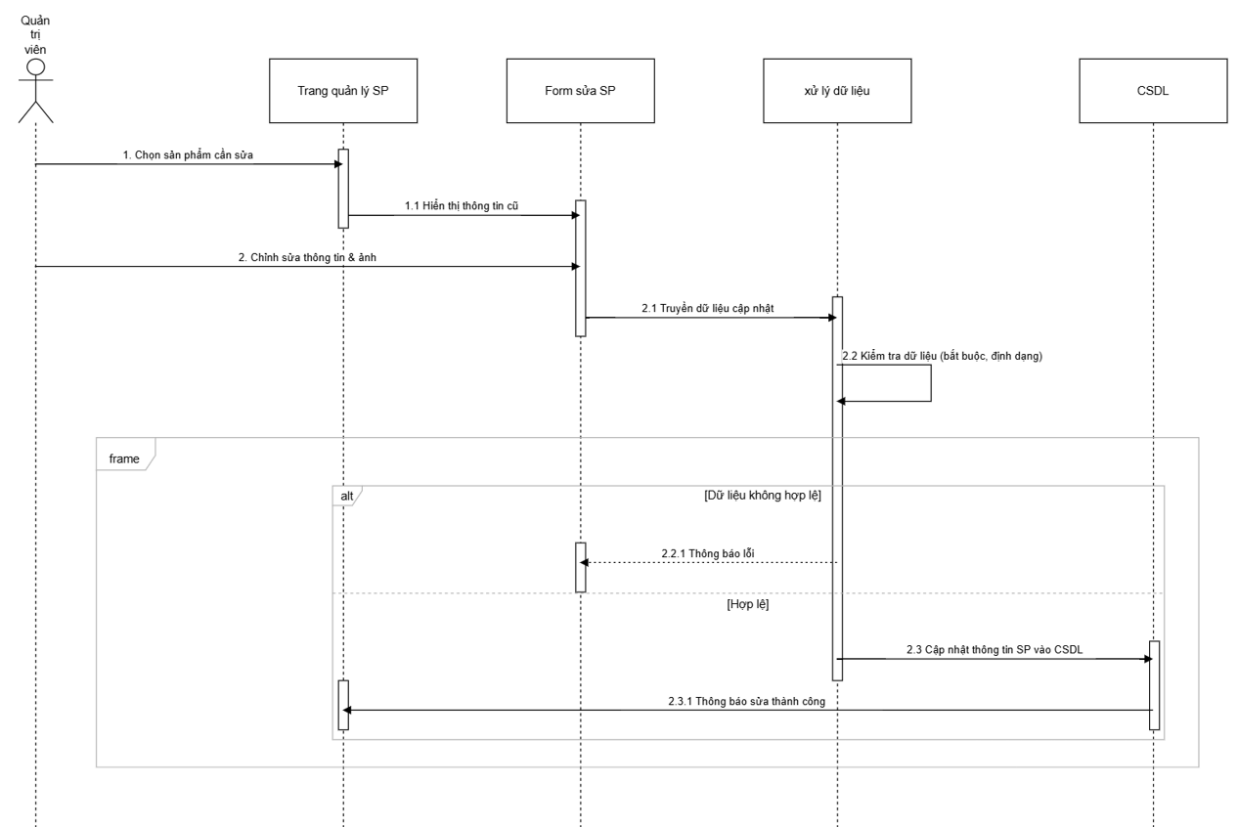 Quản
trị
viên
Trang quản lý SP
Form sửa SP
xử lý dữ liệu
CSDL
1. Chọn sản phẩm cần sửa
1.1 Hiển thị thông tin cũ
2. Chỉnh sửa thông tin & ảnh
2.1 Truyền dữ liệu cập nhật
2.2 Kiểm tra dữ liệu (bắt buộc, định dạng)
frame
alt
[Dữ liệu không hợp lệ]
2.2.1 Thông báo lỗi
[Hợp lệ]
2.3 Cập nhật thông tin SP vào CSDL
2.3.1 Thông báo sửa thành công